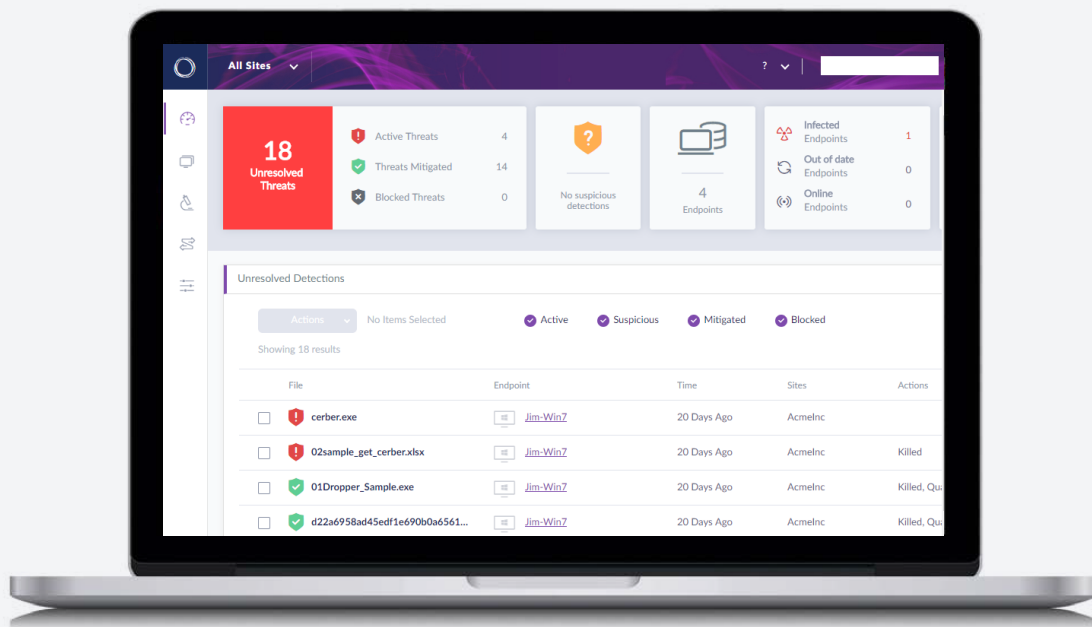 All Sites
?
18
Unresolved
Threats
Active Threats 4
Threats Mitigated 14
Blocked Threats 0
?
No suspicious
detections
4
Endpoints
Infected
Endpoints 1
Out of date
Endpoints 0
Online
Endpoints 0
Unresolved Detections
Actions No Items Selected Active Suspicious Mitigated Blocked
Showing 18 results
File Endpoint Time Sites Actions
cerber.exe Jim-Win7 20 Days Ago AcmeInc
02sample_get_cerber.xlsx Jim-Win7 20 Days Ago AcmeInc Killed
01Dropper_Sample.exe Jim-Win7 20 Days Ago AcmeInc Killed, Qua
d22a6958ad45edf1e690b0a6561... Jim-Win7 20 Days Ago AcmeInc Killed, Qua